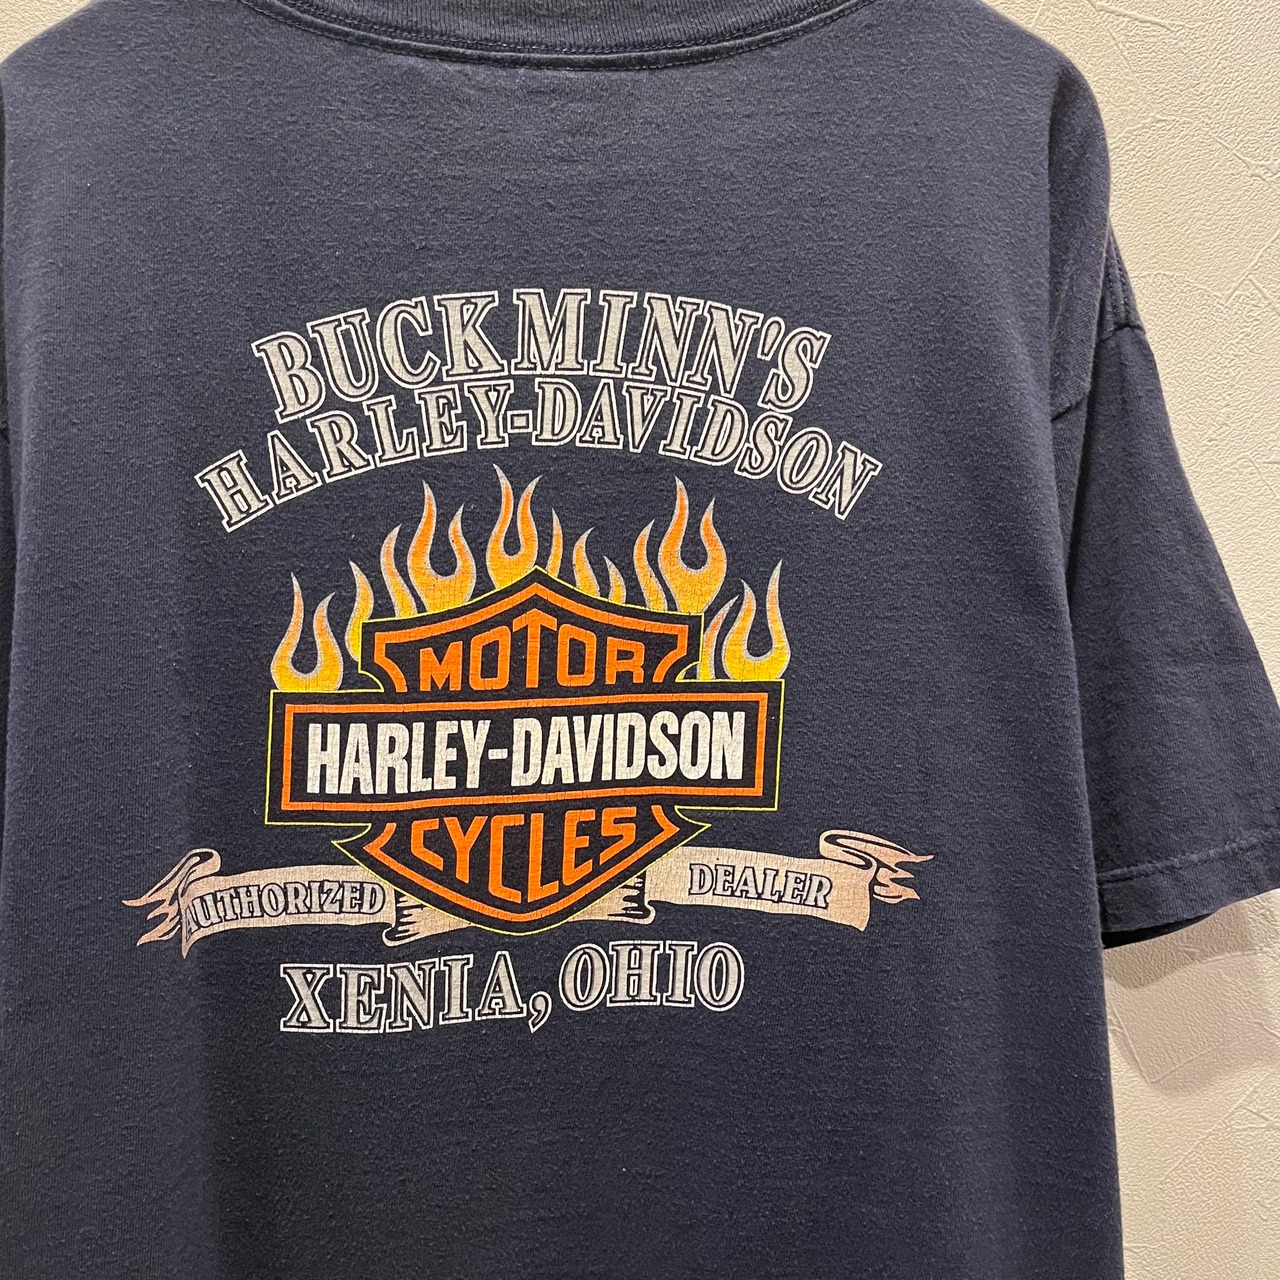 BUCKMINN'S
HARLEY-DAVIDSON
MOTOR
HARLEY-DAVIDSON
CYCLES
AUTHORIZED DEALER
XENIA, OHIO